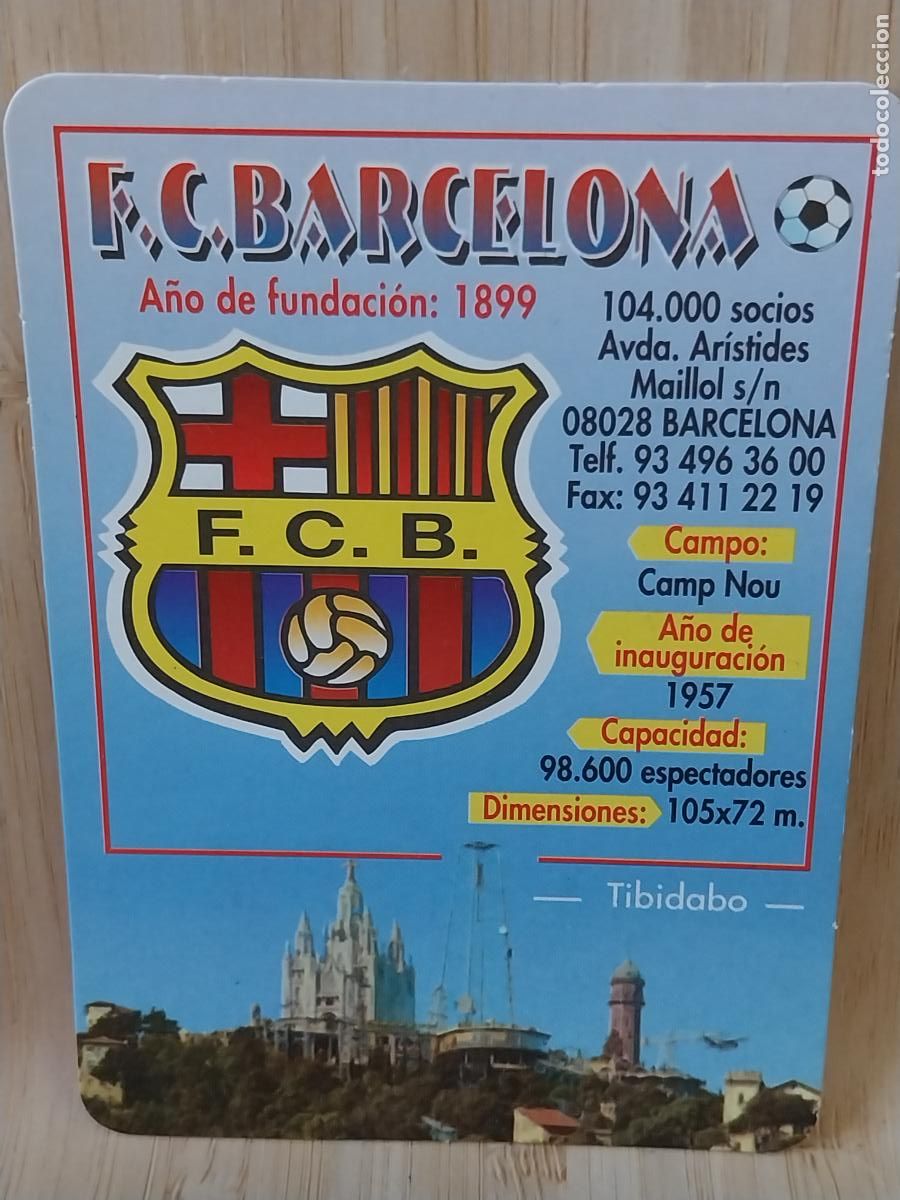 F.C.BARCELONA
Año de fundación: 1899
F. C. B.
104.000 socios
Avda. Arístides
Maillol s/n
08028 BARCELONA
Telf. 93 496 36 00
Fax: 93 411 22 19
Campo:
Camp Nou
Año de
inauguración
1957
Capacidad:
98.600 espectadores
Dimensiones: 105x72 m.
Tibidabo
todocoleccion